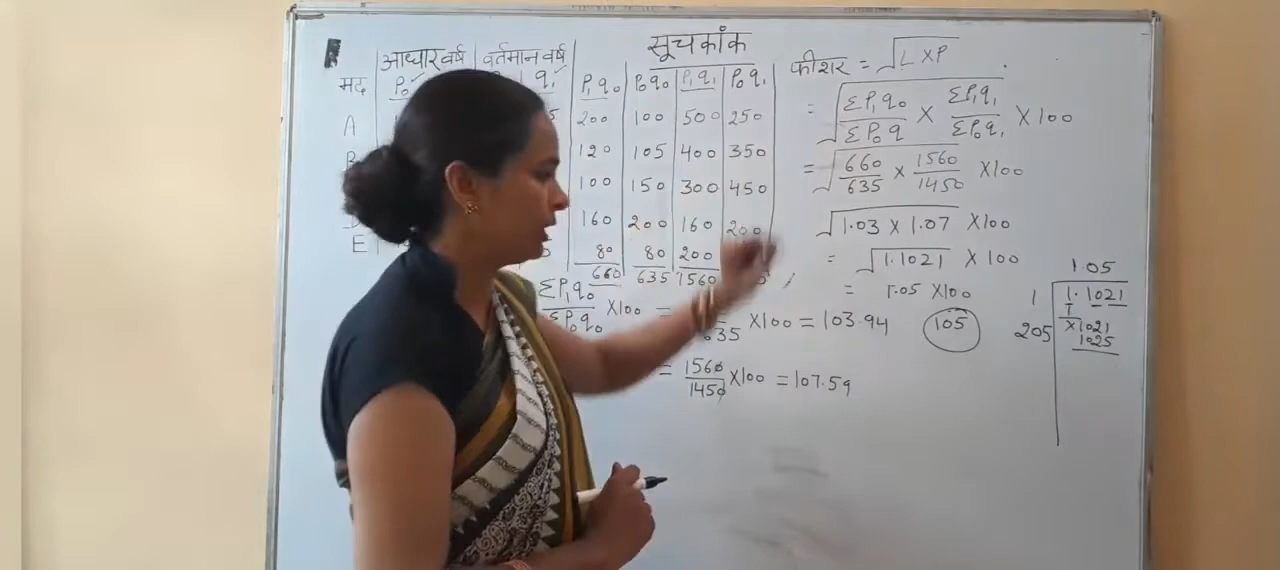 सूचकाँक
आधार वर्ष वर्तमान वर्ष
मद P₀ q₁ P₁q₀ P₀q₀ P₁q₁ P₀q₁
A 200 100 500 250
120 105 400 350
100 150 300 450
160 200 160 200
E 80 80 200
660 635 1560
ΣP₁q₀/ΣP₀q₀ ×100 = 635 ×100 = 103.94
= 1560/1450 ×100 = 107.59
फीशर = √L×P
= √ΣP₁q₀/ΣP₀q × ΣP₁q₁/ΣP₀q₁ ×100
= √660/635 × 1560/1450 ×100
√1.03 × 1.07 ×100
= √1.1021 × 100
= 1.05 ×100
105
1.05
1 1.1021
1
205 ×1021
1025